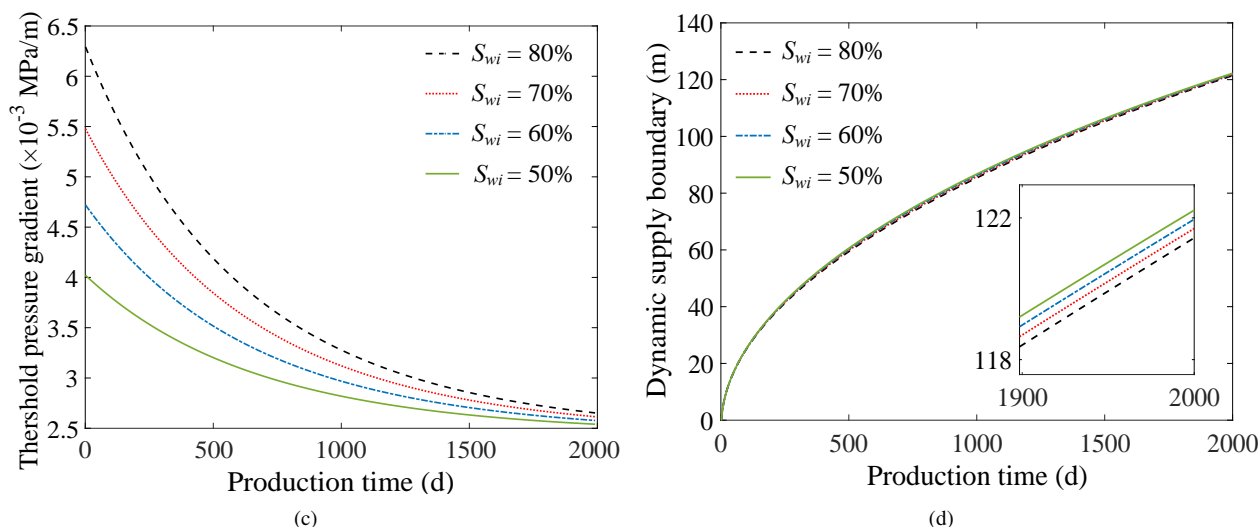 Thershold pressure gradient (×10⁻³ MPa/m)
6.5
6
5.5
5
4.5
4
3.5
3
2.5
0
500
1000
1500
2000
Production time (d)
S_wi = 80%
S_wi = 70%
S_wi = 60%
S_wi = 50%
(c)
Dynamic supply boundary (m)
140
120
100
80
60
40
20
0
0
500
1000
1500
2000
Production time (d)
S_wi = 80%
S_wi = 70%
S_wi = 60%
S_wi = 50%
122
118
1900
2000
(d)